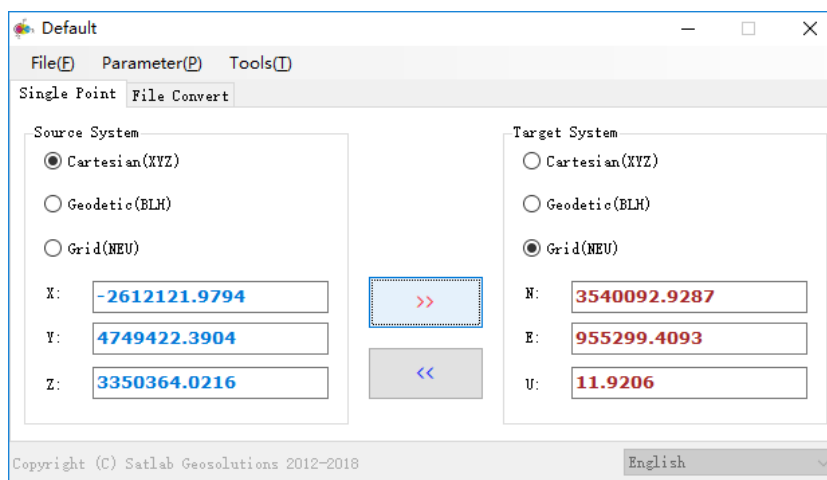 Default
File(F) Parameter(P) Tools(T)
Single Point File Convert
Source System
Cartesian(XYZ)
Geodetic(BLH)
Grid(NEU)
X: -2612121.9794
Y: 4749422.3904
Z: 3350364.0216
>>
<<
Target System
Cartesian(XYZ)
Geodetic(BLH)
Grid(NEU)
N: 3540092.9287
E: 955299.4093
U: 11.9206
Copyright (C) Satlab Geosolutions 2012-2018
English